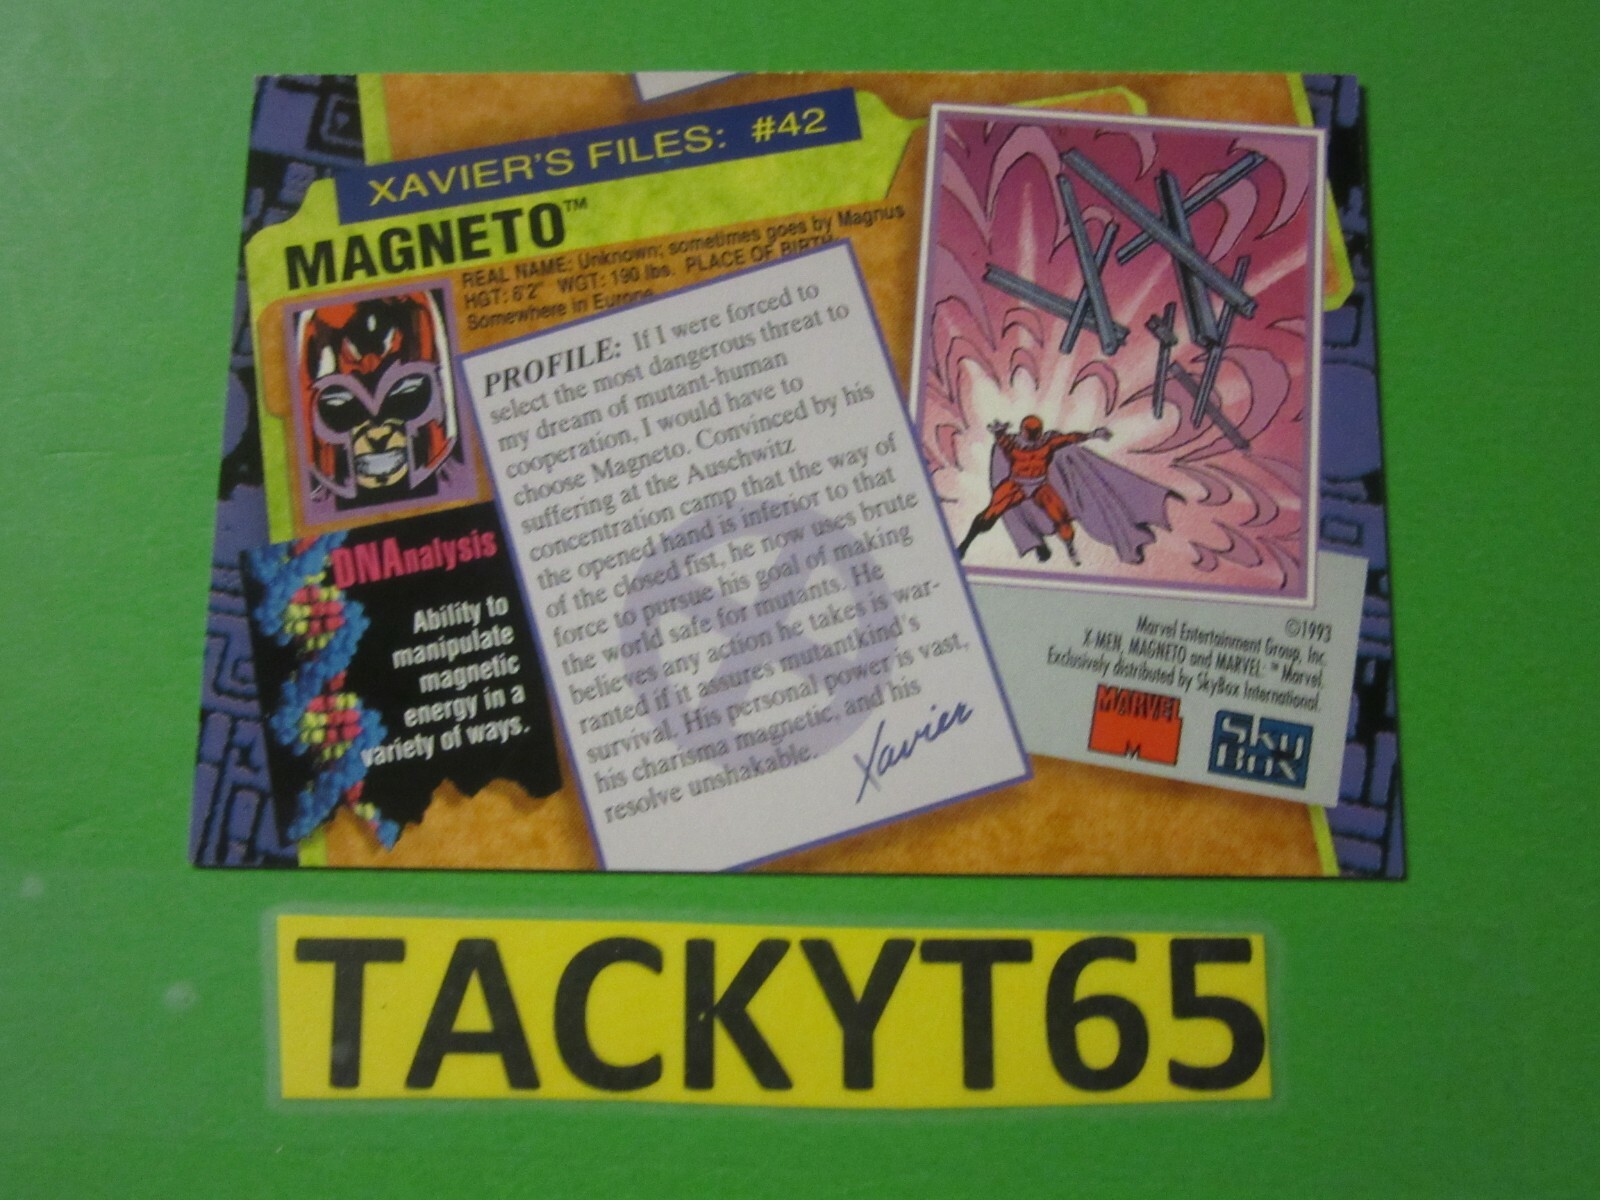 XAVIER'S FILES: #42
MAGNETO™
REAL NAME: Unknown; sometimes goes by Magnus
HGT: 6'2" WGT: 190 lbs. PLACE OF BIRTH
Somewhere in Europe
PROFILE: If I were forced to
select the most dangerous threat to
my dream of mutant-human
cooperation, I would have to
choose Magneto. Convinced by his
suffering at the Auschwitz
concentration camp that the way of
the opened hand is inferior to that
of the closed fist, he now uses brute
force to pursue his goal of making
the world safe for mutants. He
believes any action he takes is war-
ranted if it assures mutantkind's
survival. His personal power is vast,
his charisma magnetic, and his
resolve unshakable.
Xavier
DNAnalysis
Ability to
manipulate
magnetic
energy in a
variety of ways.
©1993
Marvel Entertainment Group, Inc.
X-MEN, MAGNETO and MARVEL: ™ Marvel.
Exclusively distributed by SkyBox International.
MARVEL
M
SKY
BOX
TACKYT65